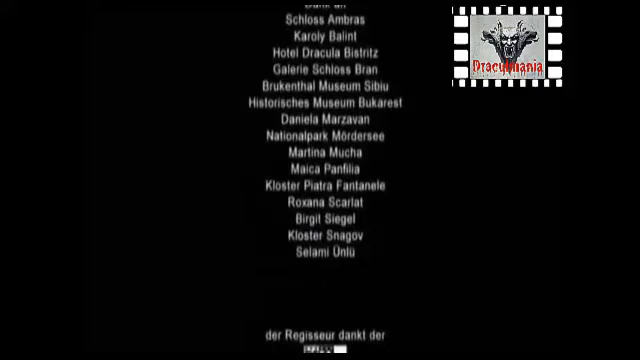 Dank an
Schloss Ambras
Karoly Balint
Hotel Dracula Bistritz
Galerie Schloss Bran
Brukenthal Museum Sibiu
Historisches Museum Bukarest
Daniela Marzavan
Nationalpark Mördersee
Martina Mucha
Maica Panfilia
Kloster Piatra Fantanele
Roxana Scarlat
Birgit Siegel
Kloster Snagov
Selami Ünlü
der Regisseur dankt der
Draculmania